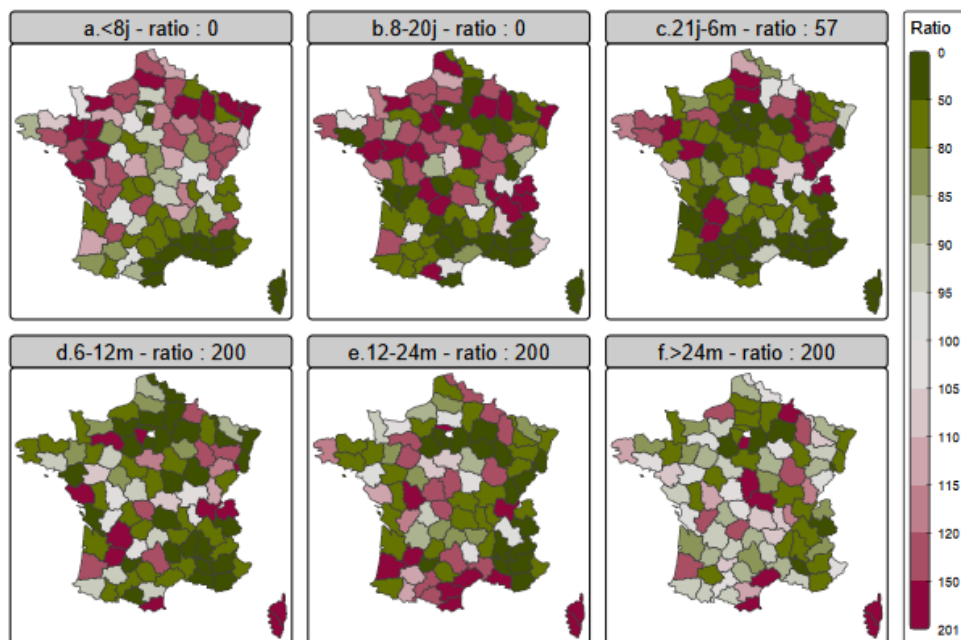 a.<8j - ratio : 0
b.8-20j - ratio : 0
c.21j-6m - ratio : 57
d.6-12m - ratio : 200
e.12-24m - ratio : 200
f.>24m - ratio : 200
Ratio
0
50
80
85
90
95
100
105
110
115
120
150
201